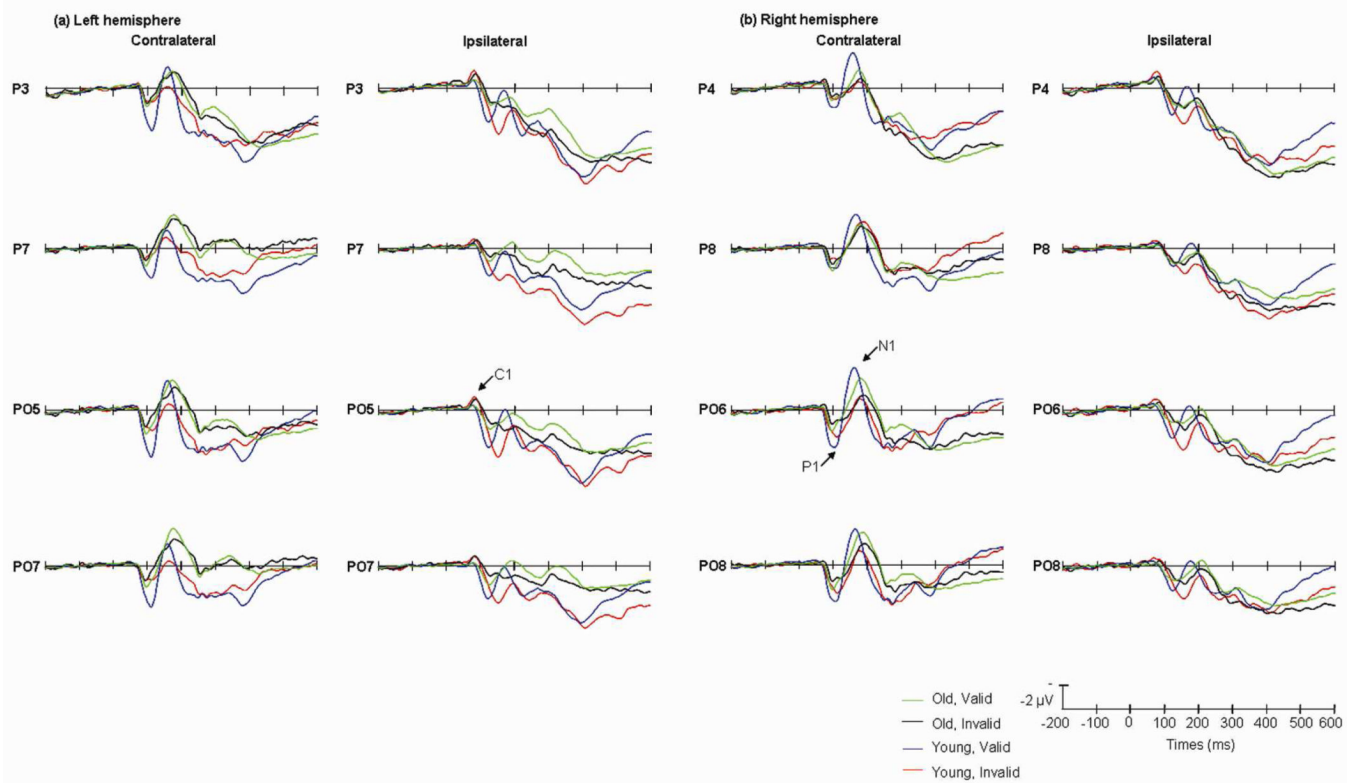 (a) Left hemisphere
(b) Right hemisphere
Contralateral
Ipsilateral
Contralateral
Ipsilateral
P3
P3
P4
P4
P7
P7
P8
P8
N1
C1
PO5
PO5
PO6
PO6
P1
PO7
PO7
PO8
PO8
Old, Valid
Old, Invalid
Young, Valid
Young, Invalid
-
-2 µV
-200 -100 0 100 200 300 400 500 600
Times (ms)